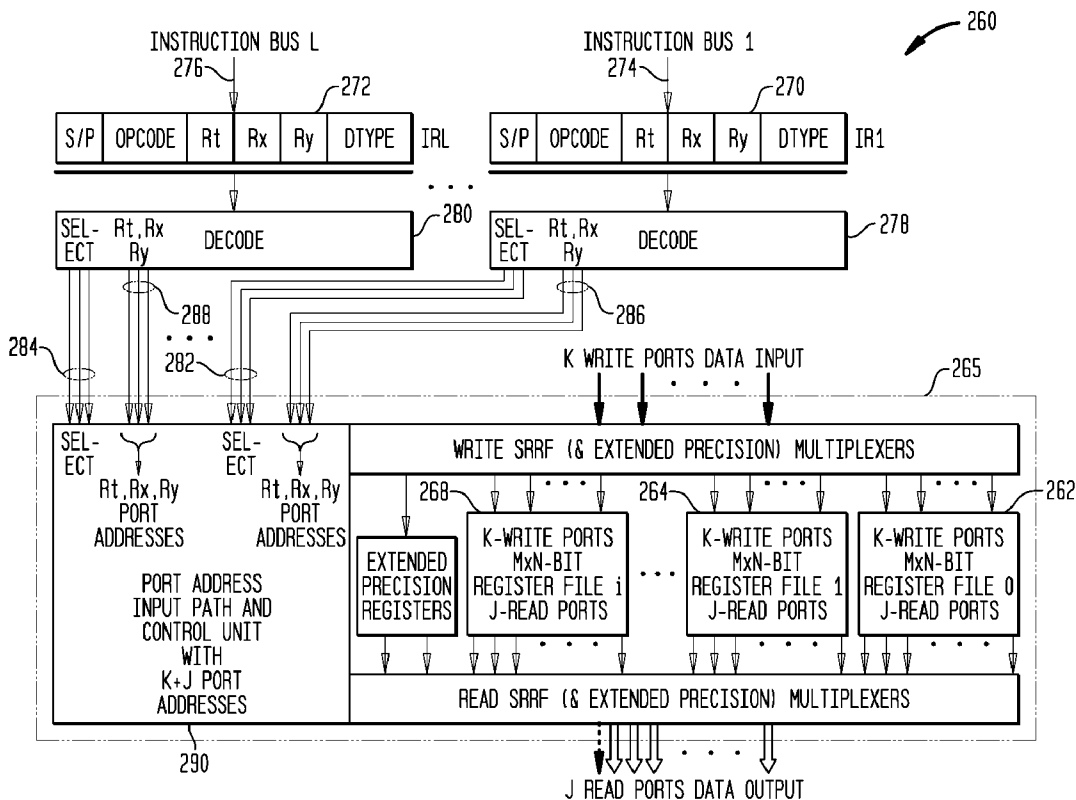 260
INSTRUCTION BUS L
INSTRUCTION BUS 1
276
274
272
270
S/P OPCODE Rt Rx Ry DTYPE IRL
S/P OPCODE Rt Rx Ry DTYPE IR1
280
278
SEL-
ECT
Rt,Rx
Ry
DECODE
SEL-
ECT
Rt,Rx
Ry
DECODE
288
286
284
282
K WRITE PORTS DATA INPUT
265
SEL-
ECT
Rt,Rx,Ry
PORT
ADDRESSES
SEL-
ECT
Rt,Rx,Ry
PORT
ADDRESSES
PORT ADDRESS
INPUT PATH AND
CONTROL UNIT
WITH
K+J PORT
ADDRESSES
WRITE SRRF (& EXTENDED PRECISION) MULTIPLEXERS
268
264
262
EXTENDED
PRECISION
REGISTERS
K-WRITE PORTS
MxN-BIT
REGISTER FILE i
J-READ PORTS
K-WRITE PORTS
MxN-BIT
REGISTER FILE 1
J-READ PORTS
K-WRITE PORTS
MxN-BIT
REGISTER FILE 0
J-READ PORTS
READ SRRF (& EXTENDED PRECISION) MULTIPLEXERS
290
J READ PORTS DATA OUTPUT